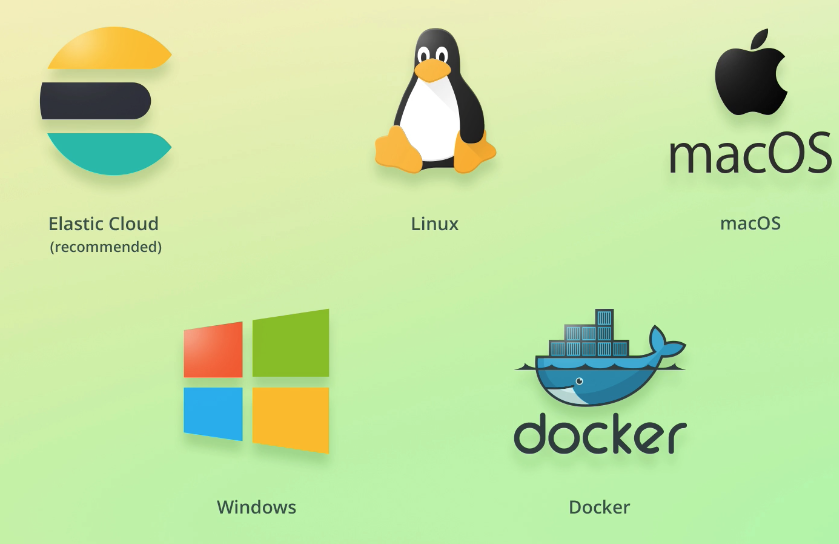 macOS
Elastic Cloud
(recommended)
Linux
macOS
docker
Windows
Docker